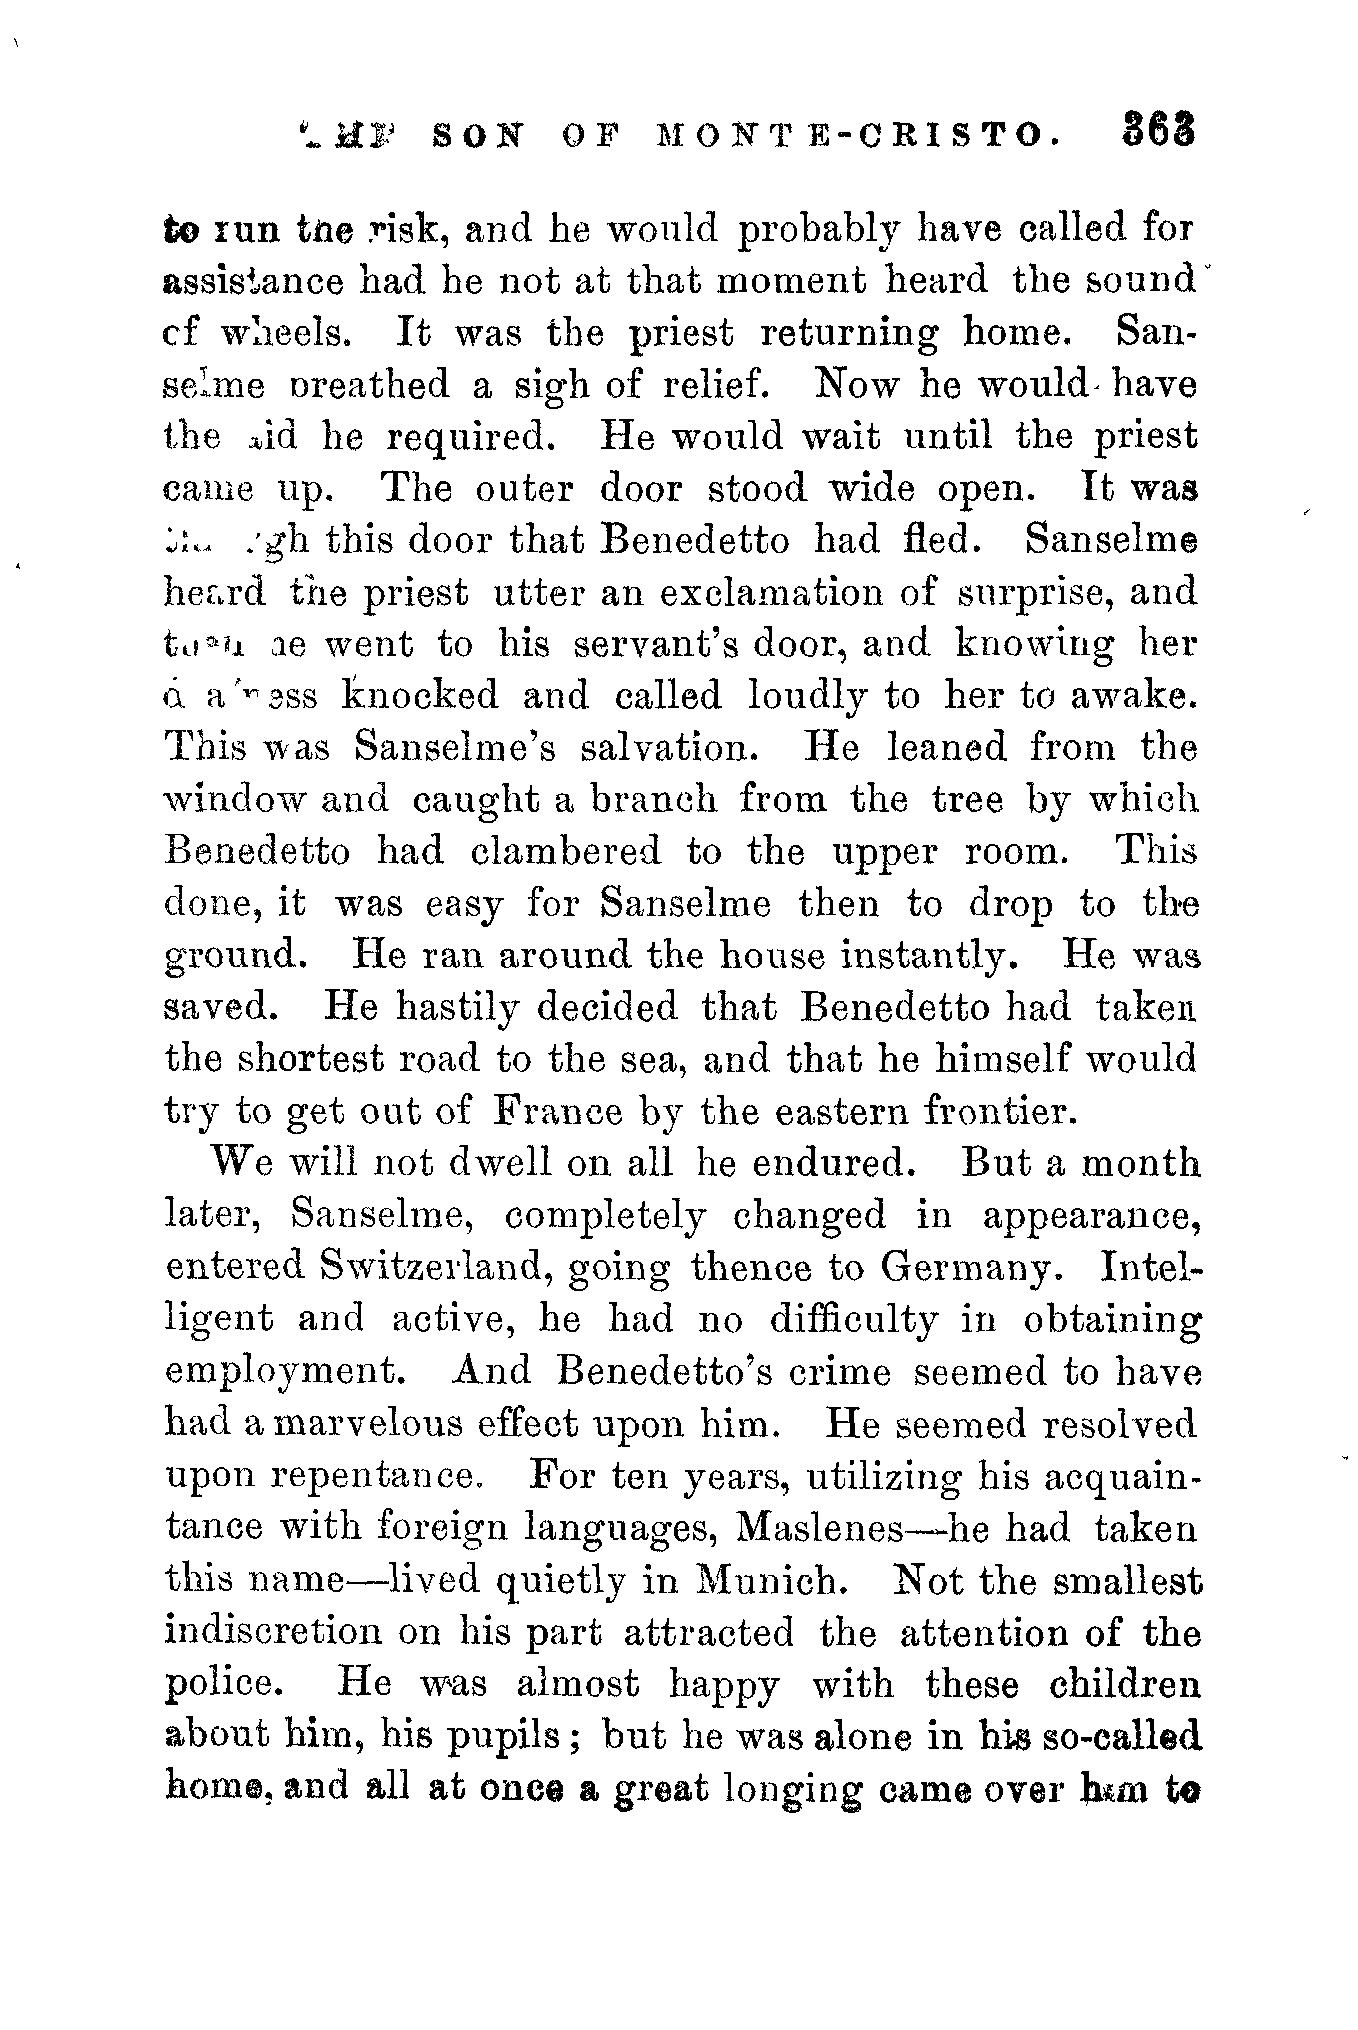 THE SON OF MONTE-CRISTO. 363
to run the risk, and he would probably have called for
assistance had he not at that moment heard the sound
of wheels. It was the priest returning home. San-
selme breathed a sigh of relief. Now he would have
the aid he required. He would wait until the priest
came up. The outer door stood wide open. It was
through this door that Benedetto had fled. Sanselme
heard the priest utter an exclamation of surprise, and
then he went to his servant's door, and knowing her
deafness knocked and called loudly to her to awake.
This was Sanselme's salvation. He leaned from the
window and caught a branch from the tree by which
Benedetto had clambered to the upper room. This
done, it was easy for Sanselme then to drop to the
ground. He ran around the house instantly. He was
saved. He hastily decided that Benedetto had taken
the shortest road to the sea, and that he himself would
try to get out of France by the eastern frontier.
We will not dwell on all he endured. But a month
later, Sanselme, completely changed in appearance,
entered Switzerland, going thence to Germany. Intel-
ligent and active, he had no difficulty in obtaining
employment. And Benedetto's crime seemed to have
had a marvelous effect upon him. He seemed resolved
upon repentance. For ten years, utilizing his acquain-
tance with foreign languages, Maslenes—he had taken
this name—lived quietly in Munich. Not the smallest
indiscretion on his part attracted the attention of the
police. He was almost happy with these children
about him, his pupils; but he was alone in his so-called
home, and all at once a great longing came over him to